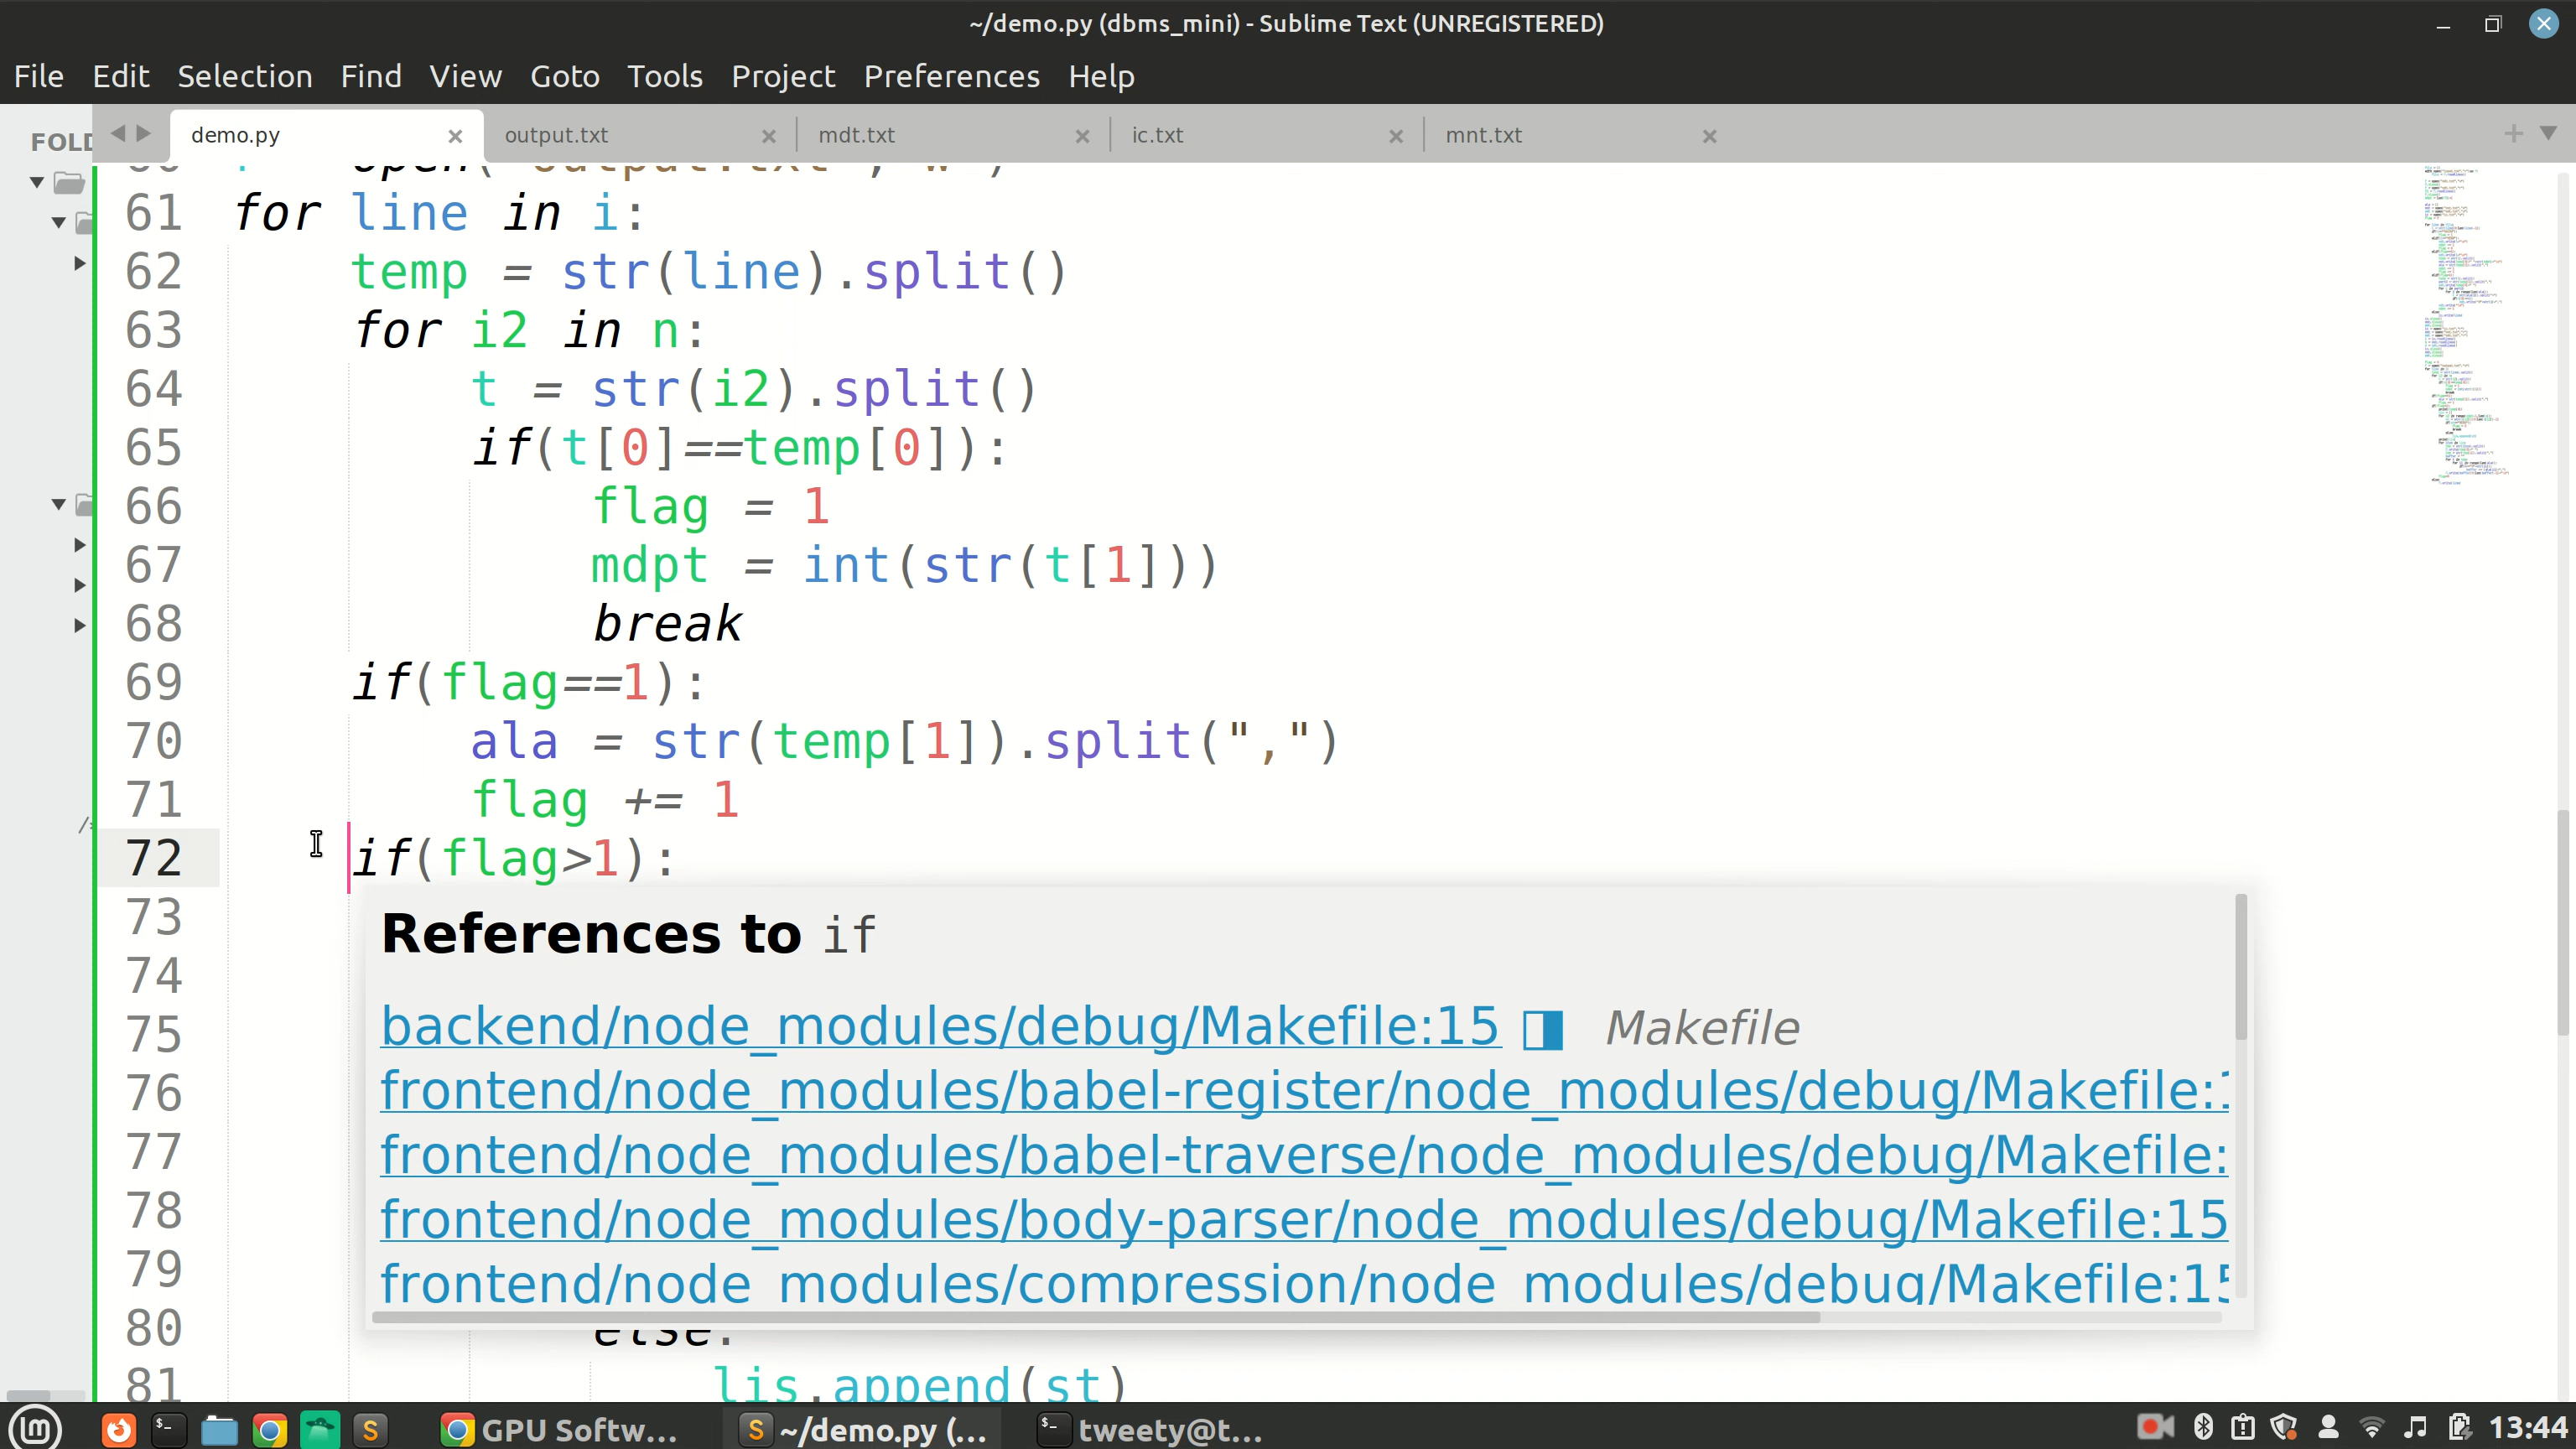 ~/demo.py (dbms_mini) - Sublime Text (UNREGISTERED)
File Edit Selection Find View Goto Tools Project Preferences Help
FOLD
demo.py output.txt mdt.txt ic.txt mnt.txt
61 for line in i:
62 temp = str(line).split()
63 for i2 in n:
64 t = str(i2).split()
65 if(t[0]==temp[0]):
66 flag = 1
67 mdpt = int(str(t[1]))
68 break
69 if(flag==1):
70 ala = str(temp[1]).split(",")
71 flag += 1
72 if(flag>1):
73
References to if
74
75 backend/node_modules/debug/Makefile:15 Makefile
76 frontend/node_modules/babel-register/node_modules/debug/Makefile:1
77 frontend/node_modules/babel-traverse/node_modules/debug/Makefile:
78 frontend/node_modules/body-parser/node_modules/debug/Makefile:15
79 frontend/node_modules/compression/node_modules/debug/Makefile:15
80 else:
81 lis.append(st)
GPU Softw... ~/demo.py (... tweety@t... 13:44